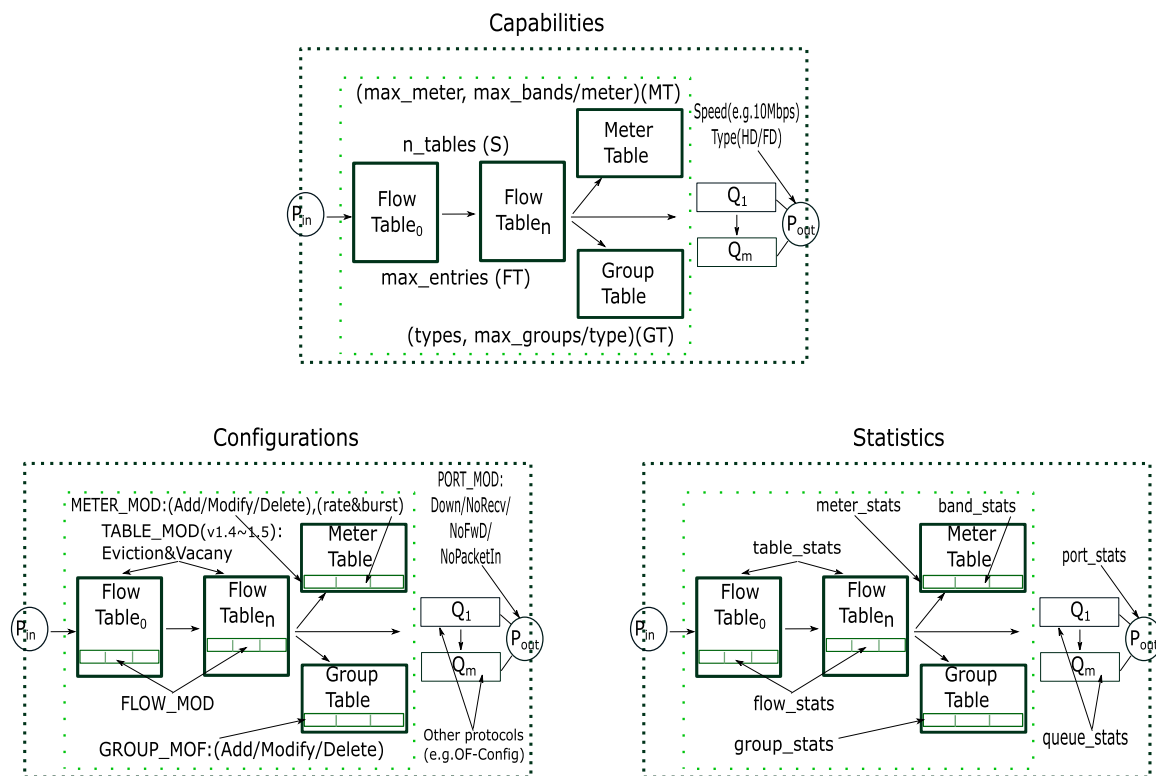 Capabilities
(max_meter, max_bands/meter)(MT)
Speed(e.g.10Mbps)
Type(HD/FD)
n_tables (S)
Meter
Table
Flow
Table0
Flow
Tablen
Pin
Q1
Qm
Pout
max_entries (FT)
Group
Table
(types, max_groups/type)(GT)
Configurations
PORT_MOD:
Down/NoRecv/
NoFwD/
NoPacketIn
METER_MOD:(Add/Modify/Delete),(rate&burst)
TABLE_MOD(v1.4~1.5):
Eviction&Vacany
Meter
Table
Flow
Table0
Flow
Tablen
Pin
Q1
Qm
Pout
FLOW_MOD
Group
Table
GROUP_MOF:(Add/Modify/Delete)
Other protocols
(e.g.OF-Config)
Statistics
meter_stats
band_stats
table_stats
port_stats
Meter
Table
Flow
Table0
Flow
Tablen
Pin
Q1
Qm
Pout
flow_stats
Group
Table
group_stats
queue_stats